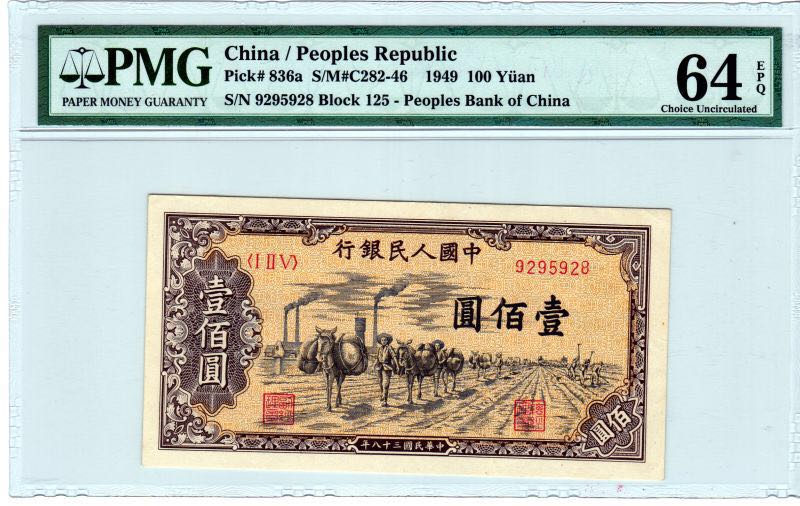 PMG
PAPER MONEY GUARANTY
China / Peoples Republic
Pick# 836a S/M#C282-46 1949 100 Yüan
S/N 9295928 Block 125 - Peoples Bank of China
64 EPQ
Choice Uncirculated
行銀民人國中
〈I II V〉
9295928
圓佰壹
壹佰圓
佰圓
年八十三國民華中